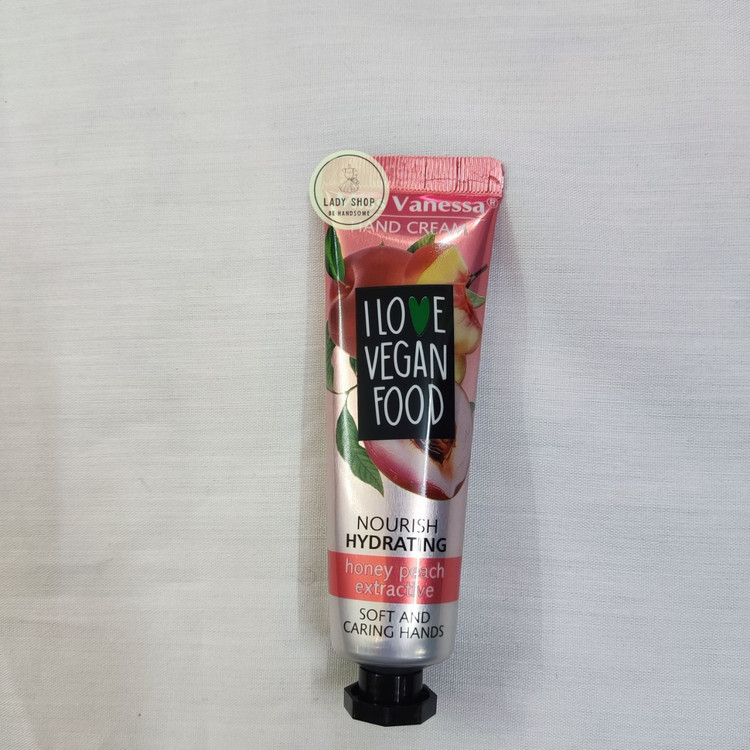 LADY SHOP
BE HANDSOME
Vanessa®
HAND CREAM
I LOVE
VEGAN
FOOD
NOURISH
HYDRATING
honey peach
extractive
SOFT AND
CARING HANDS